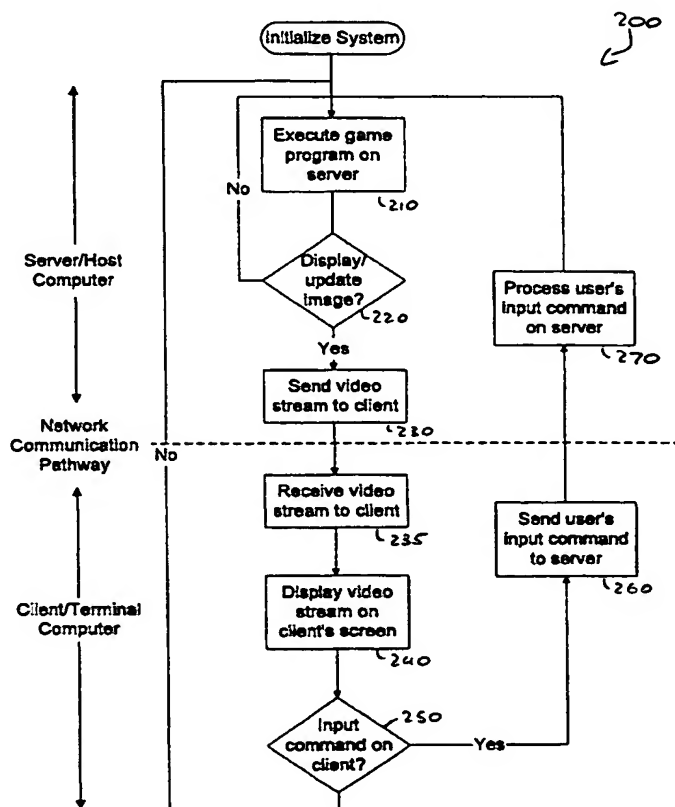 Initialize System
200
Execute game
program on
server
210
No
Display/
update
image?
220
Server/Host
Computer
Process user's
input command
on server
270
Yes
Send video
stream to client
230
Network
Communication
Pathway
No
Receive video
stream to client
235
Send user's
input command
to server
260
Display video
stream on
client's screen
240
Client/Terminal
Computer
Input
command on
client?
250
Yes